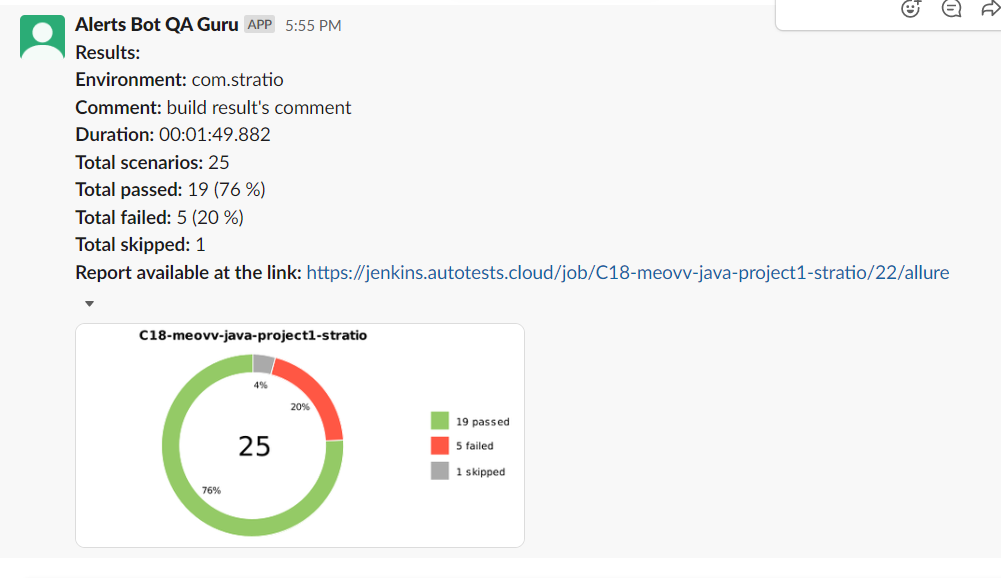 Alerts Bot QA Guru APP 5:55 PM
Results:
Environment: com.stratio
Comment: build result's comment
Duration: 00:01:49.882
Total scenarios: 25
Total passed: 19 (76 %)
Total failed: 5 (20 %)
Total skipped: 1
Report available at the link: https://jenkins.autotests.cloud/job/C18-meovv-java-project1-stratio/22/allure
C18-meovv-java-project1-stratio
4%
20%
25
76%
19 passed
5 failed
1 skipped